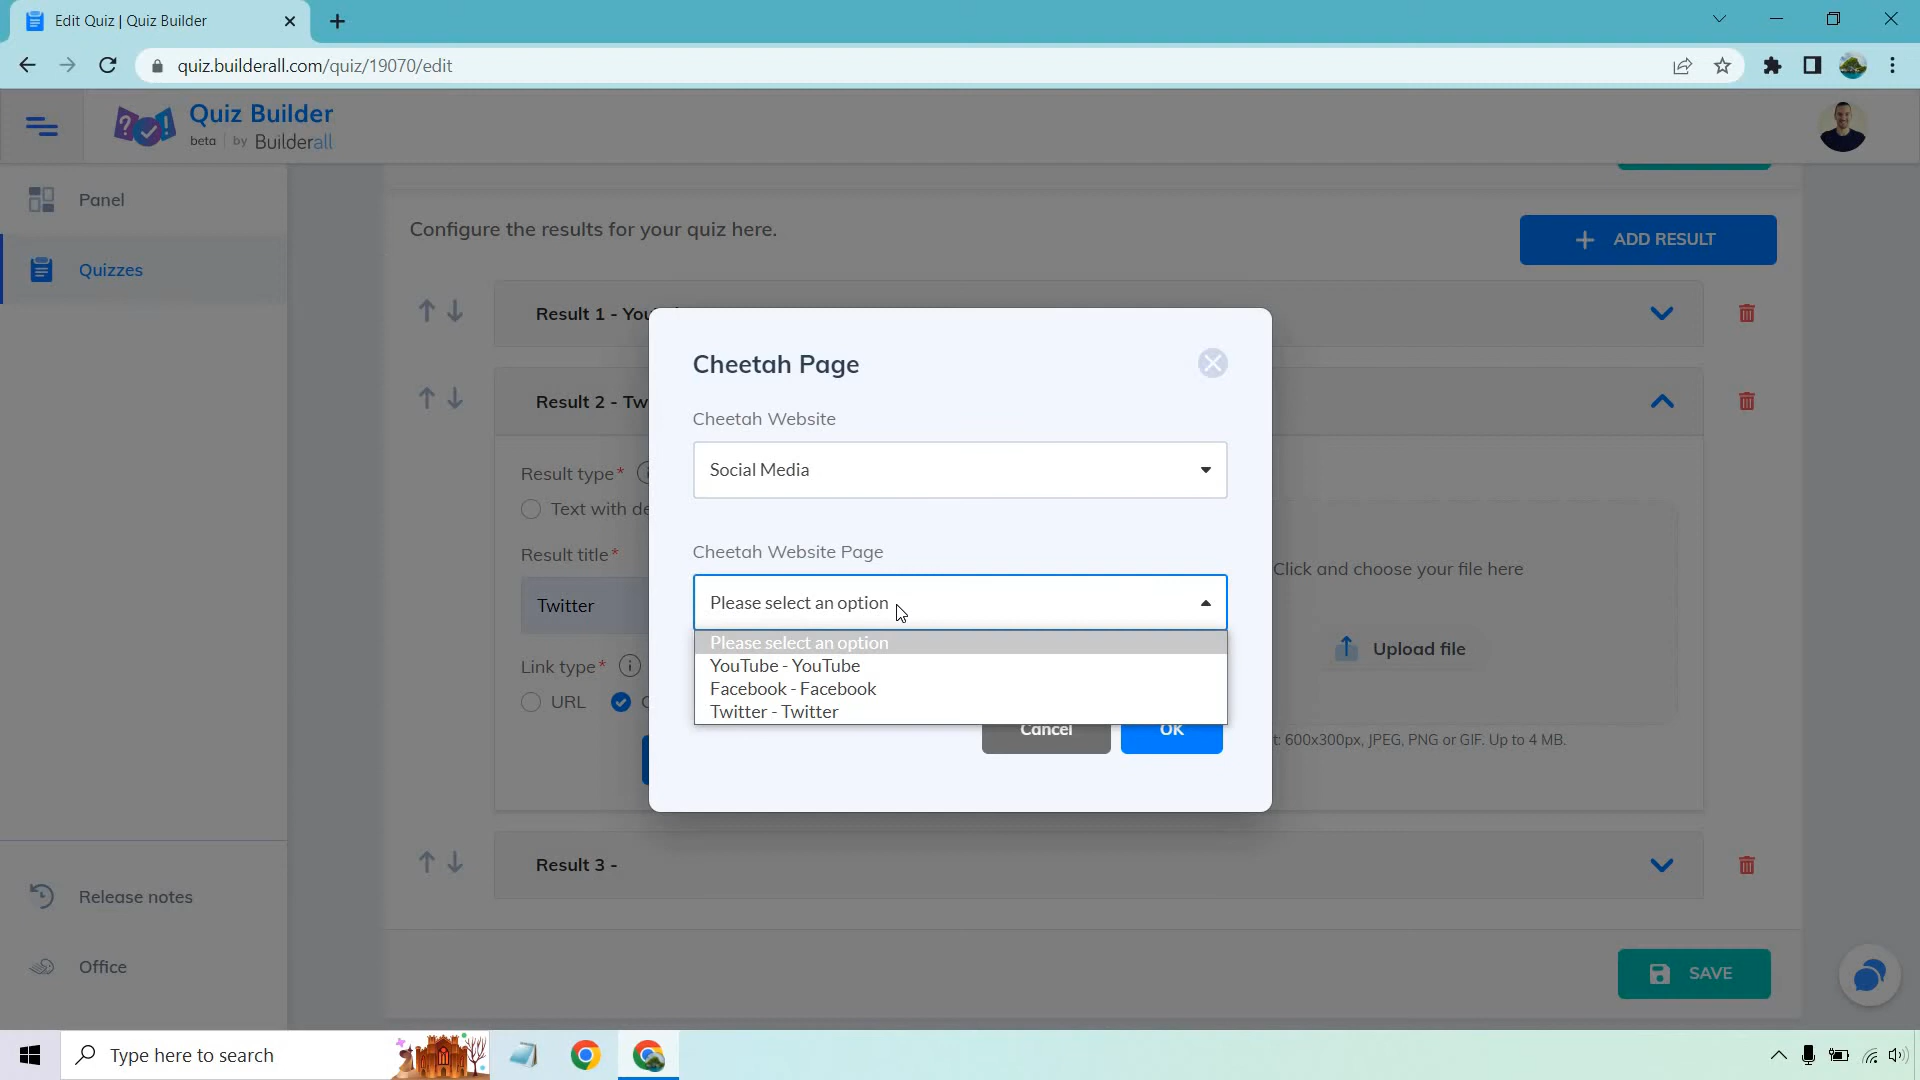 Edit Quiz | Quiz Builder
quiz.builderall.com/quiz/19070/edit
Quiz Builder
beta | by Builderall
Panel
Quizzes
Release notes
Office
Configure the results for your quiz here.
+ ADD RESULT
Result 1 - You
Result 2 - Tw
Result type*
Text with de
Result title*
Twitter
Link type*
URL
Cheetah Page
Cheetah Website
Social Media
Cheetah Website Page
Please select an option
Please select an option
YouTube - YouTube
Facebook - Facebook
Twitter - Twitter
Cancel
OK
Click and choose your file here
Upload file
t: 600x300px, JPEG, PNG or GIF. Up to 4 MB.
Result 3 -
SAVE
Type here to search